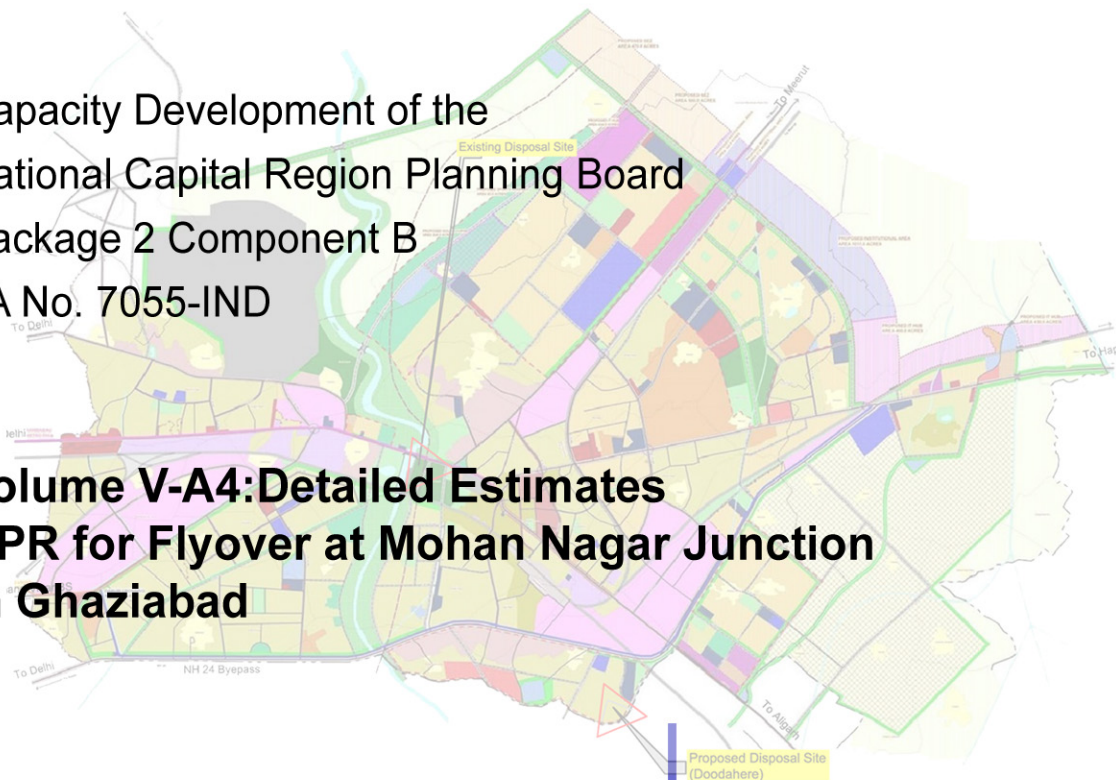 apacity Development of the
ational Capital Region Planning Board
ackage 2 Component B
A No. 7055-IND
olume V-A4:Detailed Estimates
PR for Flyover at Mohan Nagar Junction
Ghaziabad
Existing Disposal Site
To Meerut
To Delhi
To Hap
elhi
To Delhi
NH 24 Byepass
To Aligarh
Proposed Disposal Site
(Doodahere)